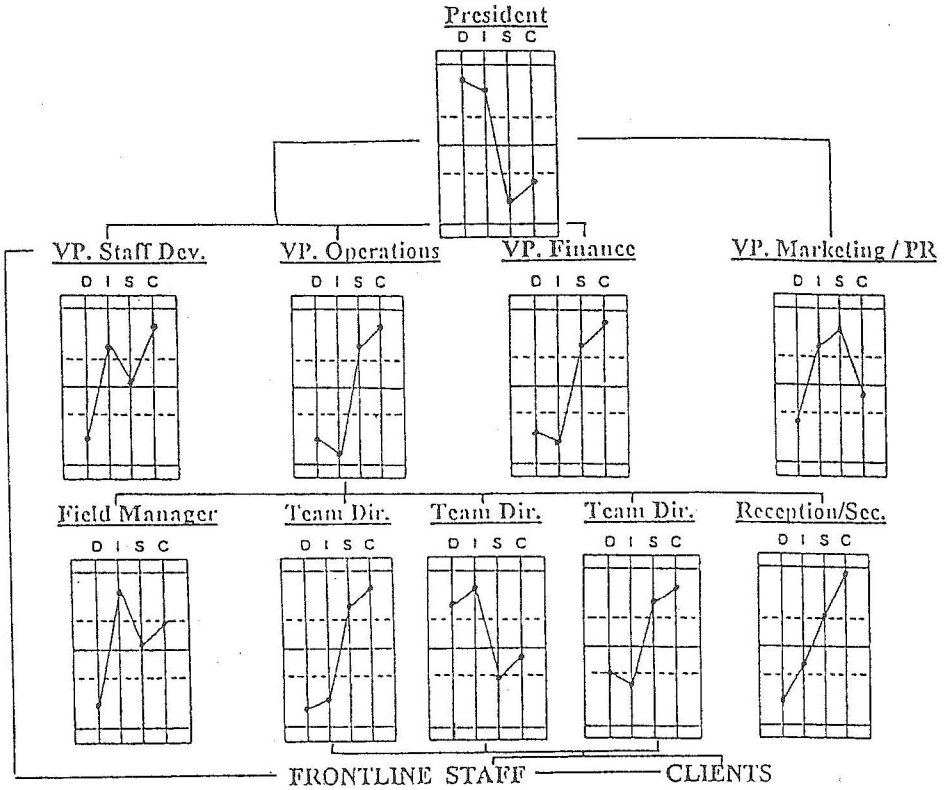 President
D I S C
VP. Staff Dev.
VP. Operations
VP. Finance
VP. Marketing / PR
D I S C
D I S C
D I S C
D I S C
Field Manager
Team Dir.
Team Dir.
Team Dir.
Reception/Sec.
D I S C
D I S C
D I S C
D I S C
D I S C
FRONTLINE STAFF
CLIENTS